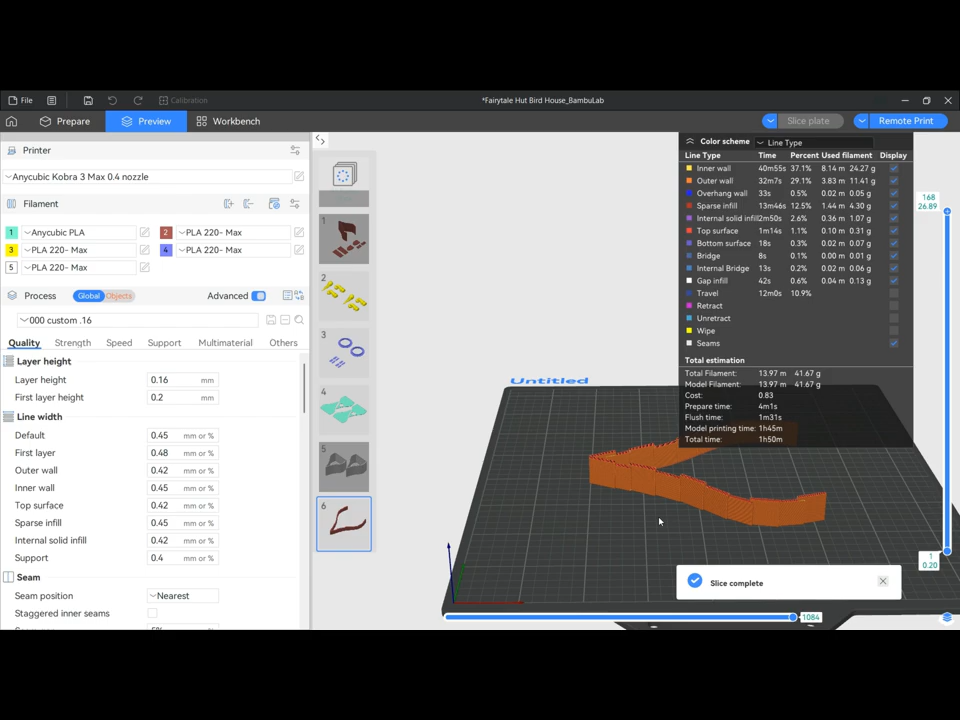 File
Calibration
*Fairytale Hut Bird House_BambuLab
Prepare
Preview
Workbench
Slice plate
Remote Print
Printer
Anycubic Kobra 3 Max 0.4 nozzle
Filament
1 Anycubic PLA
2 PLA 220- Max
3 PLA 220- Max
4 PLA 220- Max
5 PLA 220- Max
Process Global Objects Advanced
000 custom .16
Quality Strength Speed Support Multimaterial Others
Layer height
Layer height 0.16 mm
First layer height 0.2 mm
Line width
Default 0.45 mm or %
First layer 0.48 mm or %
Outer wall 0.42 mm or %
Inner wall 0.45 mm or %
Top surface 0.42 mm or %
Sparse infill 0.45 mm or %
Internal solid infill 0.42 mm or %
Support 0.4 mm or %
Seam
Seam position Nearest
Staggered inner seams
1
2
3
4
5
6
Untitled
Color scheme Line Type
Line Type Time Percent Used filament Display
Inner wall 40m55s 37.1% 8.14 m 24.27 g
Outer wall 32m7s 29.1% 3.83 m 11.41 g
Overhang wall 33s 0.5% 0.02 m 0.05 g
Sparse infill 13m46s 12.5% 1.44 m 4.30 g
Internal solid infill 2m50s 2.6% 0.36 m 1.07 g
Top surface 1m14s 1.1% 0.10 m 0.31 g
Bottom surface 18s 0.3% 0.02 m 0.07 g
Bridge 8s 0.1% 0.00 m 0.01 g
Internal Bridge 13s 0.2% 0.02 m 0.06 g
Gap infill 42s 0.6% 0.04 m 0.13 g
Travel 12m0s 10.9%
Retract
Unretract
Wipe
Seams
Total estimation
Total Filament: 13.97 m 41.67 g
Model Filament: 13.97 m 41.67 g
Cost: 0.83
Prepare time: 4m1s
Flush time: 1m31s
Model printing time: 1h45m
Total time: 1h50m
168
26.89
1
0.20
Slice complete
1084